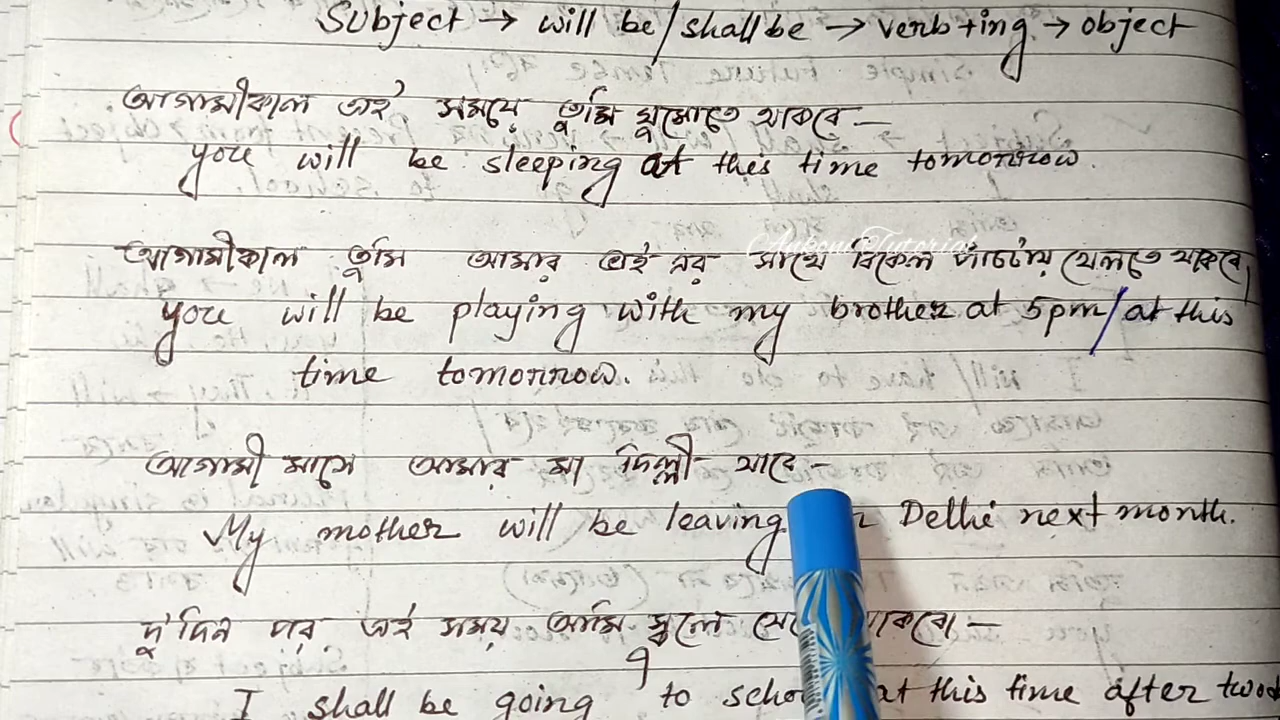 Subject → will be/shall be → verb+ing → object
আগামীকাল এই সময়ে তুমি ঘুমোতে থাকবে —
you will be sleeping at this time tomorrow.
Ankona Tutorial
আগামীকাল তুমি আমার ভাই এর সাথে বিকেল পাঁচটায় খেলতে থাকবে।
you will be playing with my brother at 5pm/at this
time tomorrow.
আগামী মাসে আমার মা দিল্লী যাবে —
My mother will be leaving Delhi next month.
দু'দিন পর এই সময় আমি স্কুলে —
I shall be going to at this time after two